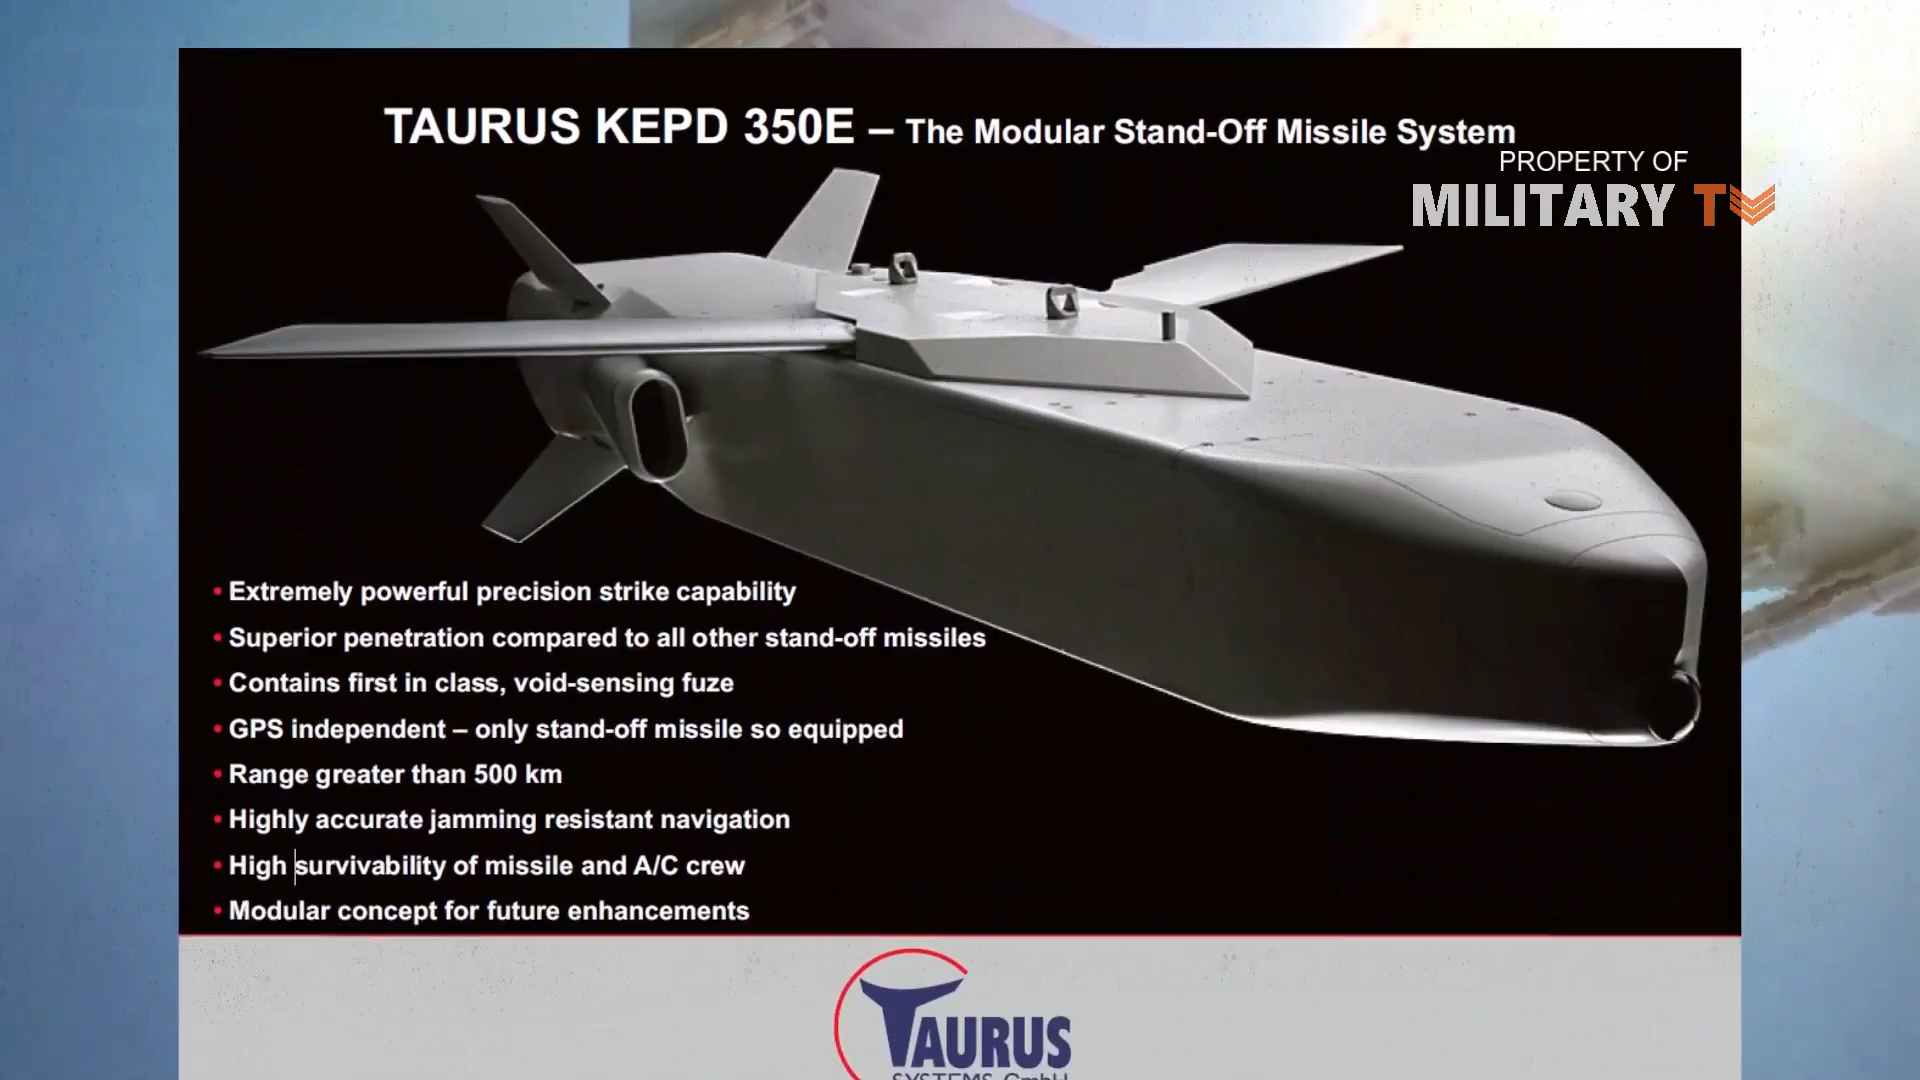 TAURUS KEPD 350E – The Modular Stand-Off Missile System
PROPERTY OF
MILITARY TV
• Extremely powerful precision strike capability
• Superior penetration compared to all other stand-off missiles
• Contains first in class, void-sensing fuze
• GPS independent – only stand-off missile so equipped
• Range greater than 500 km
• Highly accurate jamming resistant navigation
• High survivability of missile and A/C crew
• Modular concept for future enhancements
TAURUS
SYSTEMS GmbH